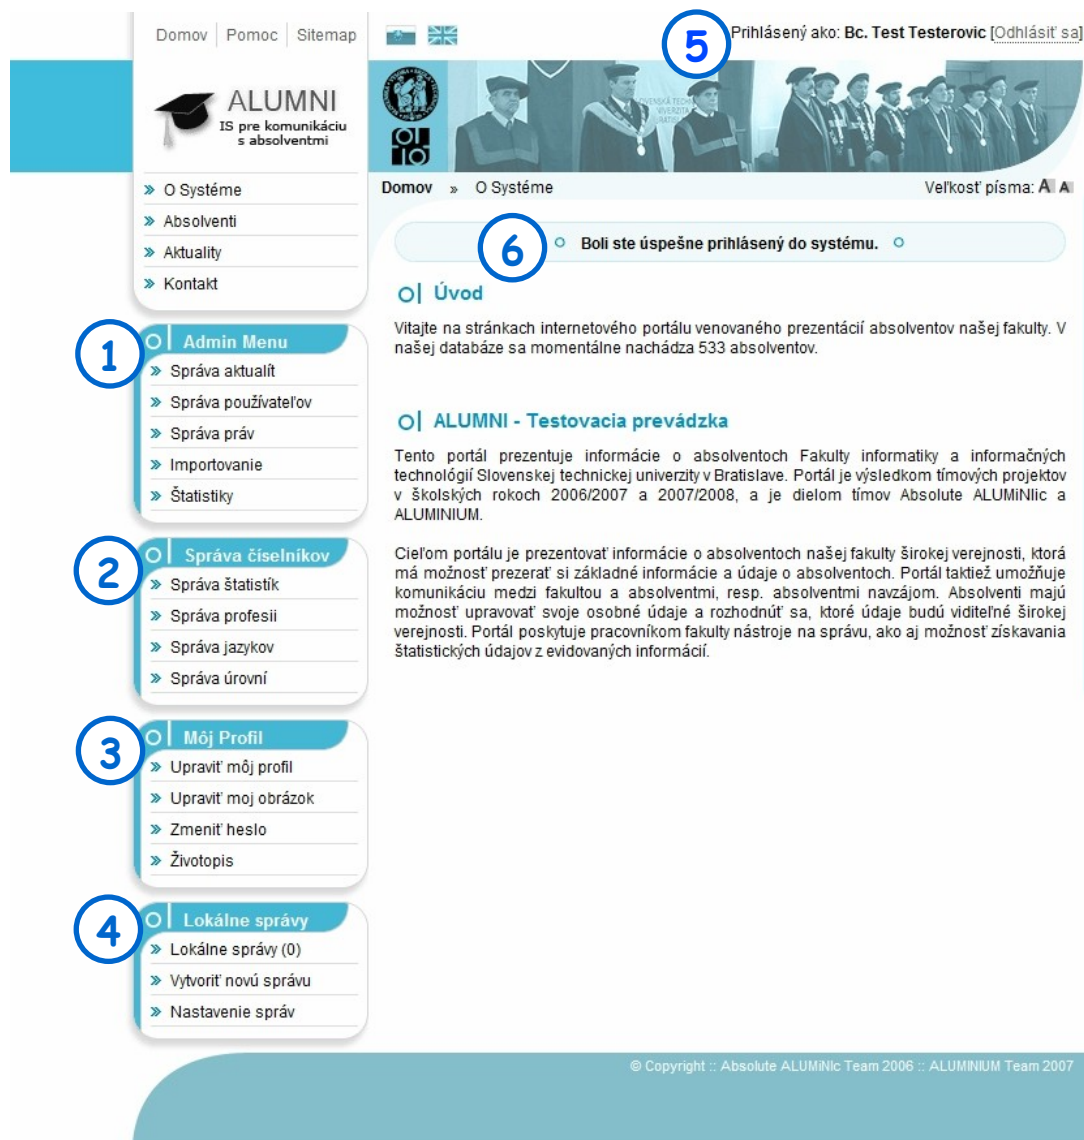 Domov Pomoc Sitemap
5
Prihlásený ako: Bc. Test Testerovic [Odhlásiť sa]
ALUMNI
IS pre komunikáciu
s absolventmi
Domov » O Systéme
Veľkosť písma: A A
» O Systéme
» Absolventi
» Aktuality
» Kontakt
6
Boli ste úspešne prihlásený do systému.
Úvod
Vitajte na stránkach internetového portálu venovaného prezentácií absolventov našej fakulty. V
našej databáze sa momentálne nachádza 533 absolventov.
ALUMNI - Testovacia prevádzka
Tento portál prezentuje informácie o absolventoch Fakulty informatiky a informačných
technológií Slovenskej technickej univerzity v Bratislave. Portál je výsledkom tímových projektov
v školských rokoch 2006/2007 a 2007/2008, a je dielom tímov Absolute ALUMiNIic a
ALUMINIUM.
Cieľom portálu je prezentovať informácie o absolventoch našej fakulty širokej verejnosti, ktorá
má možnosť prezerať si základné informácie a údaje o absolventoch. Portál taktiež umožňuje
komunikáciu medzi fakultou a absolventmi, resp. absolventmi navzájom. Absolventi majú
možnosť upravovať svoje osobné údaje a rozhodnúť sa, ktoré údaje budú viditeľné širokej
verejnosti. Portál poskytuje pracovníkom fakulty nástroje na správu, ako aj možnosť získavania
štatistických údajov z evidovaných informácií.
1
Admin Menu
» Správa aktualít
» Správa používateľov
» Správa práv
» Importovanie
» Štatistiky
2
Správa číselníkov
» Správa štatistík
» Správa profesii
» Správa jazykov
» Správa úrovní
3
Môj Profil
» Upraviť môj profil
» Upraviť moj obrázok
» Zmeniť heslo
» Životopis
4
Lokálne správy
» Lokálne správy (0)
» Vytvoriť novú správu
» Nastavenie správ
© Copyright :: Absolute ALUMiNIc Team 2006 :: ALUMINIUM Team 2007